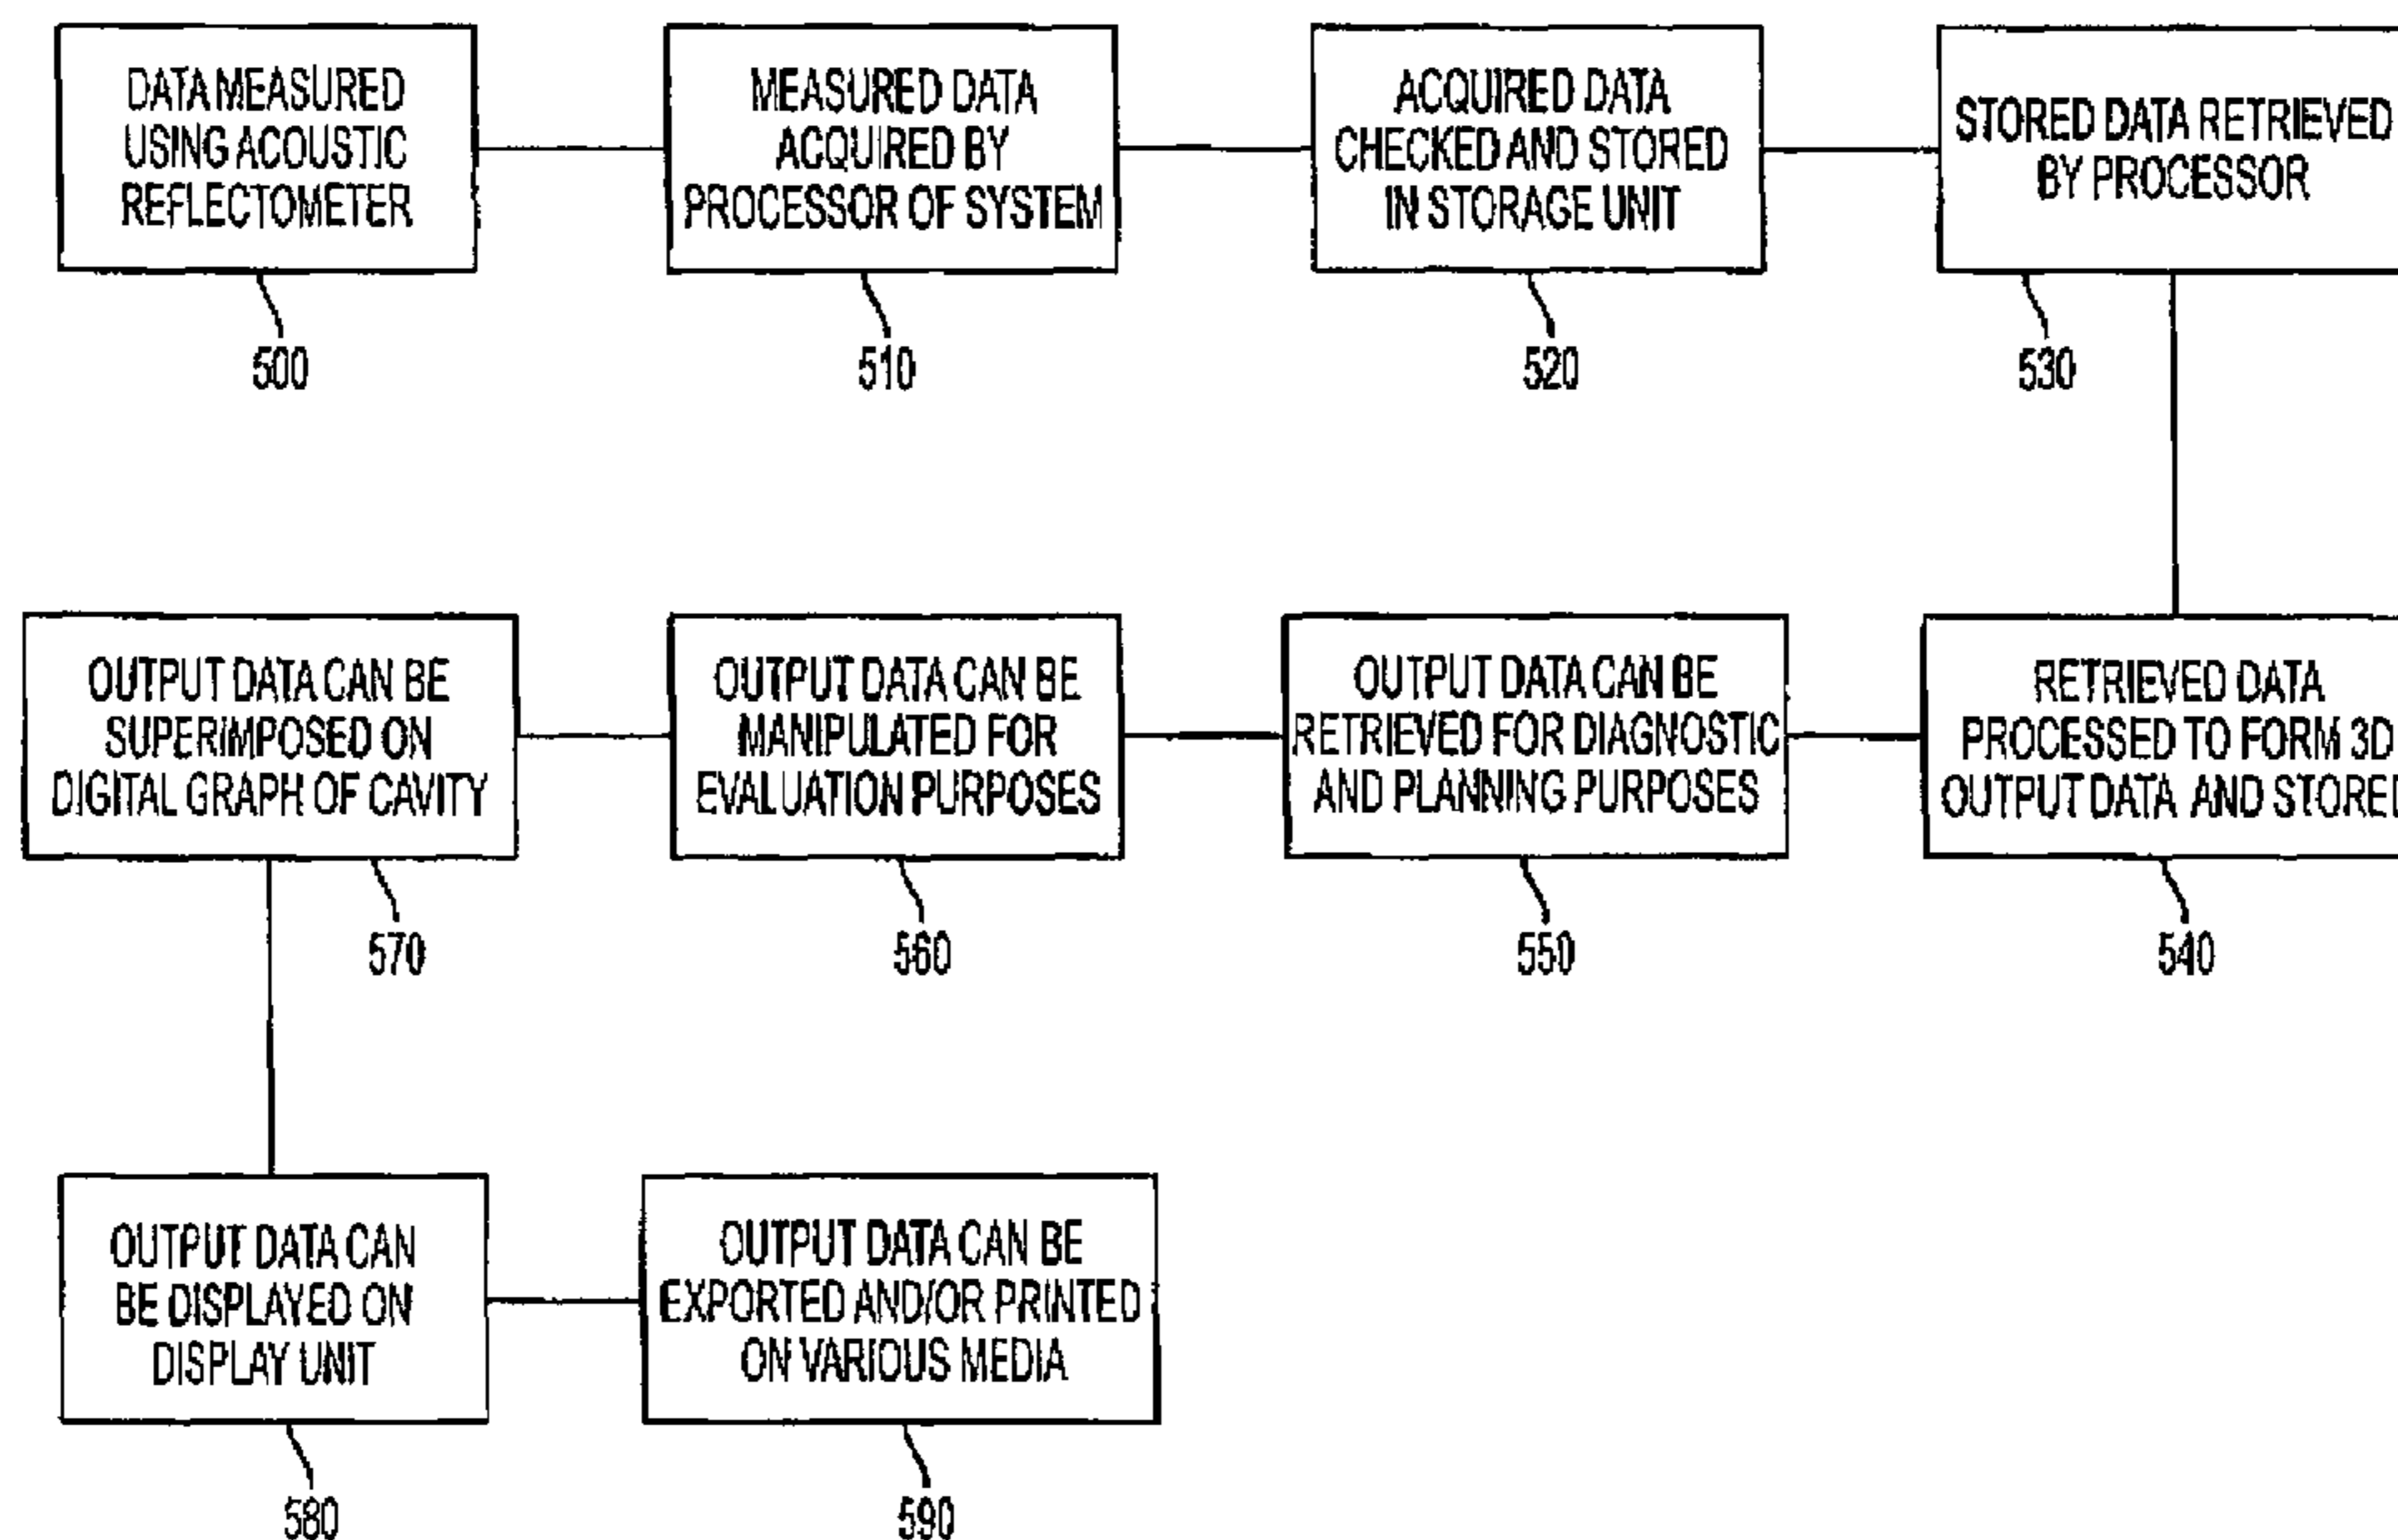 DATA MEASURED
USING ACOUSTIC
REFLECTOMETER
500
MEASURED DATA
ACQUIRED BY
PROCESSOR OF SYSTEM
510
ACQUIRED DATA
CHECKED AND STORED
IN STORAGE UNIT
520
STORED DATA RETRIEVED
BY PROCESSOR
530
OUTPUT DATA CAN BE
SUPERIMPOSED ON
DIGITAL GRAPH OF CAVITY
570
OUTPUT DATA CAN BE
MANIPULATED FOR
EVALUATION PURPOSES
560
OUTPUT DATA CAN BE
RETRIEVED FOR DIAGNOSTIC
AND PLANNING PURPOSES
550
RETRIEVED DATA
PROCESSED TO FORM 3D
OUTPUT DATA AND STORED
540
OUTPUT DATA CAN
BE DISPLAYED ON
DISPLAY UNIT
580
OUTPUT DATA CAN BE
EXPORTED AND/OR PRINTED
ON VARIOUS MEDIA
590